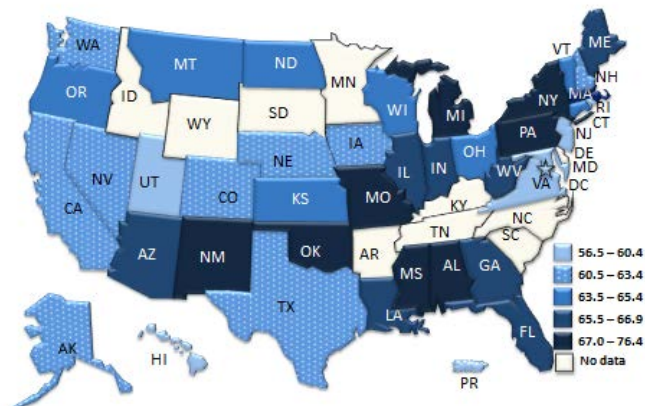 WA
MT
ND
MN
VT
ME
OR
ID
WY
SD
WI
MI
NY
NH
MA
RI
CT
NV
UT
CO
NE
IA
IL
IN
OH
PA
NJ
DE
MD
DC
WV
VA
CA
KS
MO
KY
NC
AZ
NM
OK
AR
TN
SC
TX
LA
MS
AL
GA
FL
AK
HI
PR
56.5 – 60.4
60.5 – 63.4
63.5 – 65.4
65.5 – 66.9
67.0 – 76.4
No data